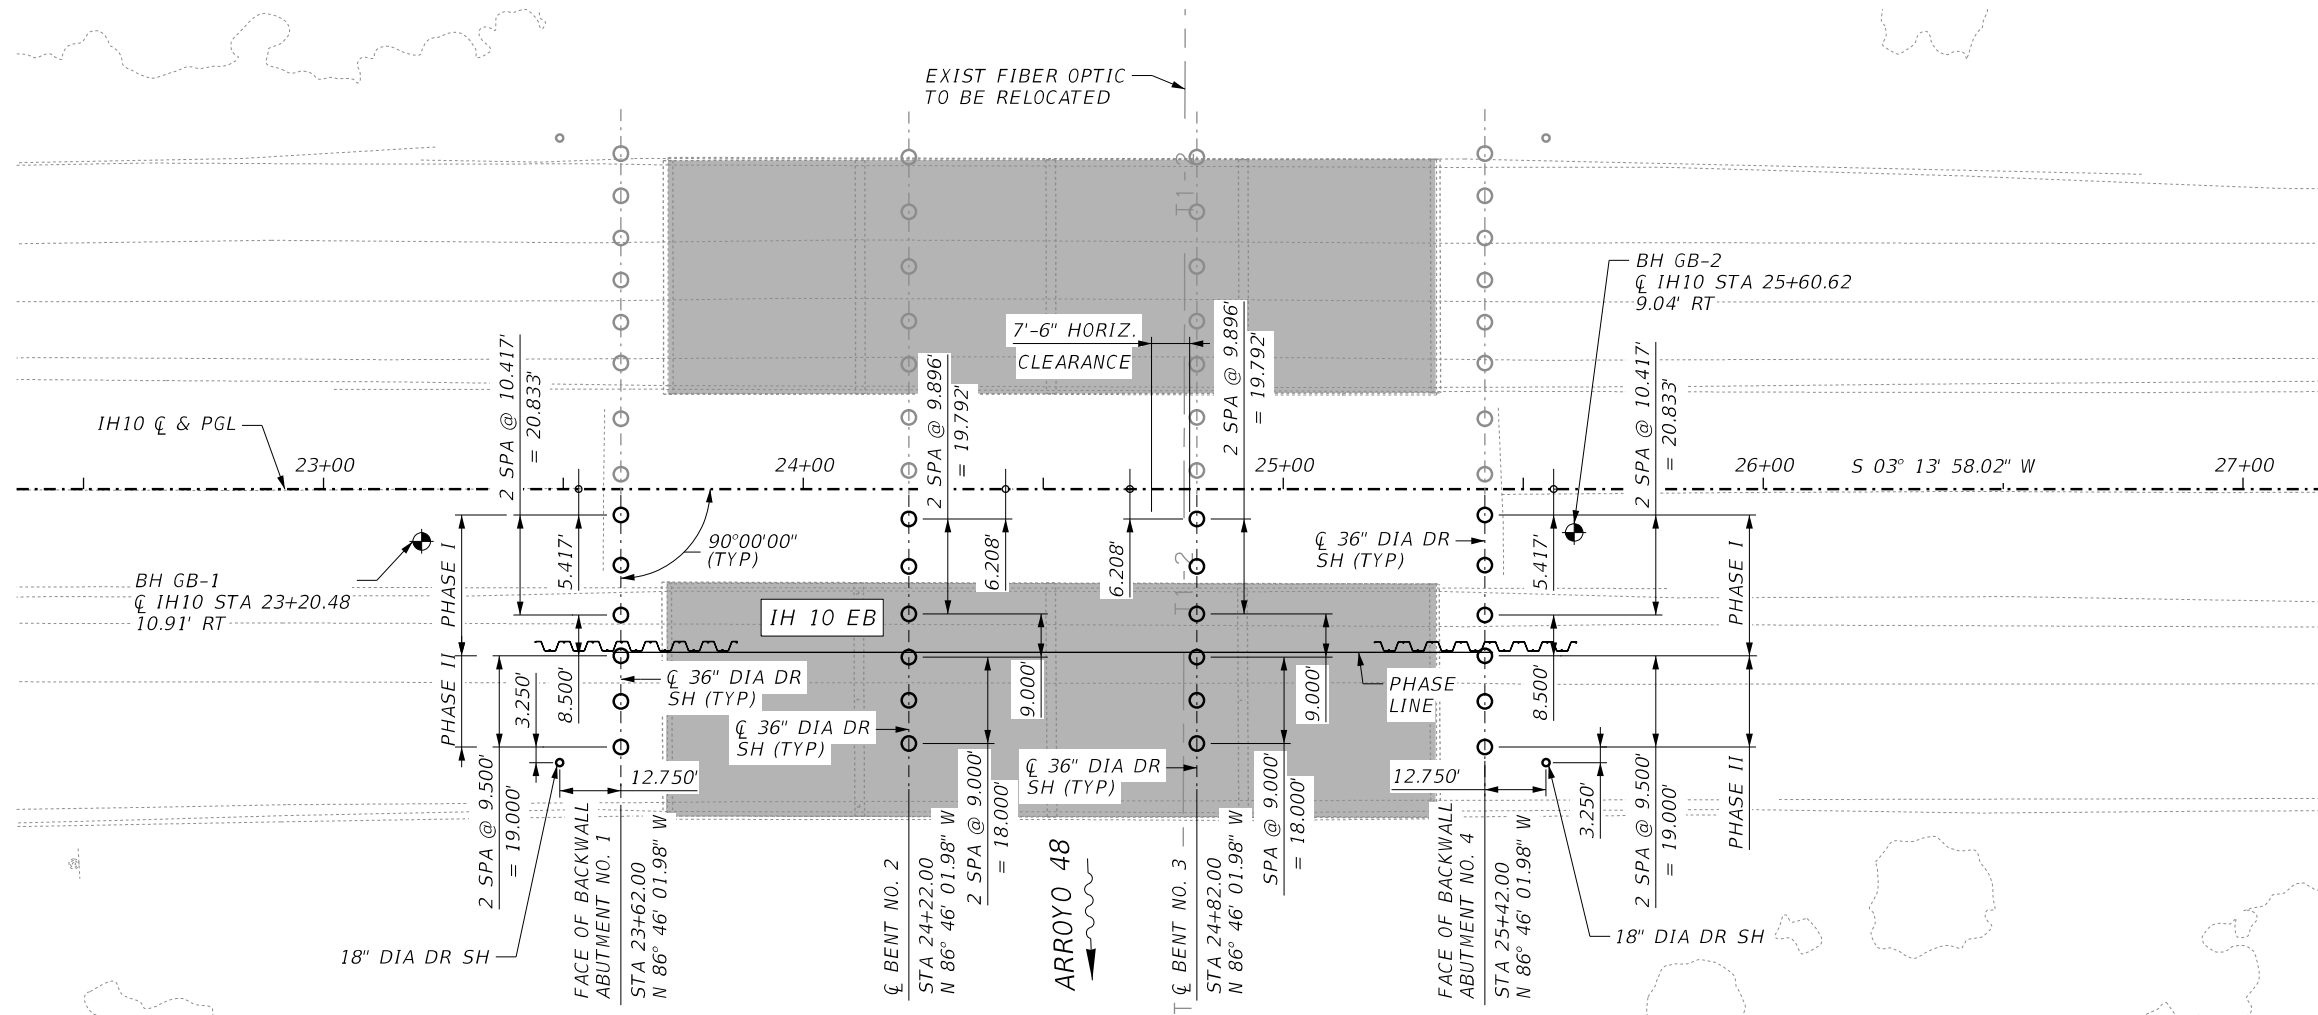 EXIST FIBER OPTIC
TO BE RELOCATED
T1-2
BH GB-2
℄ IH10 STA 25+60.62
9.04' RT
7'-6" HORIZ.
CLEARANCE
2 SPA @ 10.417'
= 20.833'
2 SPA @ 9.896'
= 19.792'
2 SPA @ 9.896'
= 19.792'
2 SPA @ 10.417'
= 20.833'
IH10 ℄ & PGL
23+00
24+00
25+00
26+00
S 03° 13' 58.02" W
27+00
BH GB-1
℄ IH10 STA 23+20.48
10.91' RT
PHASE I
5.417'
90°00'00"
(TYP)
6.208'
6.208'
T1-2
℄ 36" DIA DR
SH (TYP)
5.417'
PHASE I
IH 10 EB
PHASE II
3.250'
8.500'
℄ 36" DIA DR
SH (TYP)
℄ 36" DIA DR
SH (TYP)
9.000'
℄ 36" DIA DR
SH (TYP)
9.000'
PHASE
LINE
8.500'
12.750'
12.750'
2 SPA @ 9.500'
= 19.000'
2 SPA @ 9.000'
= 18.000'
SPA @ 9.000'
= 18.000'
3.250'
2 SPA @ 9.500'
= 19.000'
PHASE II
18" DIA DR SH
FACE OF BACKWALL
ABUTMENT NO. 1
STA 23+62.00
N 86° 46' 01.98" W
℄ BENT NO. 2
STA 24+22.00
N 86° 46' 01.98" W
ARROYO 48
T
℄ BENT NO. 3
STA 24+82.00
N 86° 46' 01.98" W
FACE OF BACKWALL
ABUTMENT NO. 4
STA 25+42.00
N 86° 46' 01.98" W
18" DIA DR SH